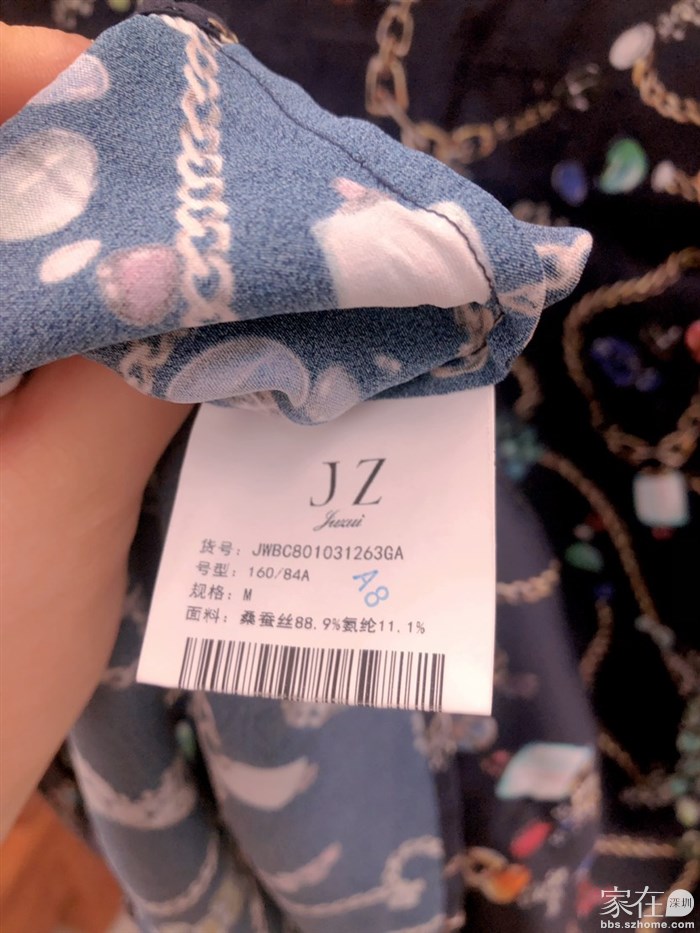 JZ
Juzui
货号: JWBC801031263GA
号型: 160/84A
规格: M
A8
面料: 桑蚕丝88.9%氨纶11.1%
家在深圳
bbs.szhome.com